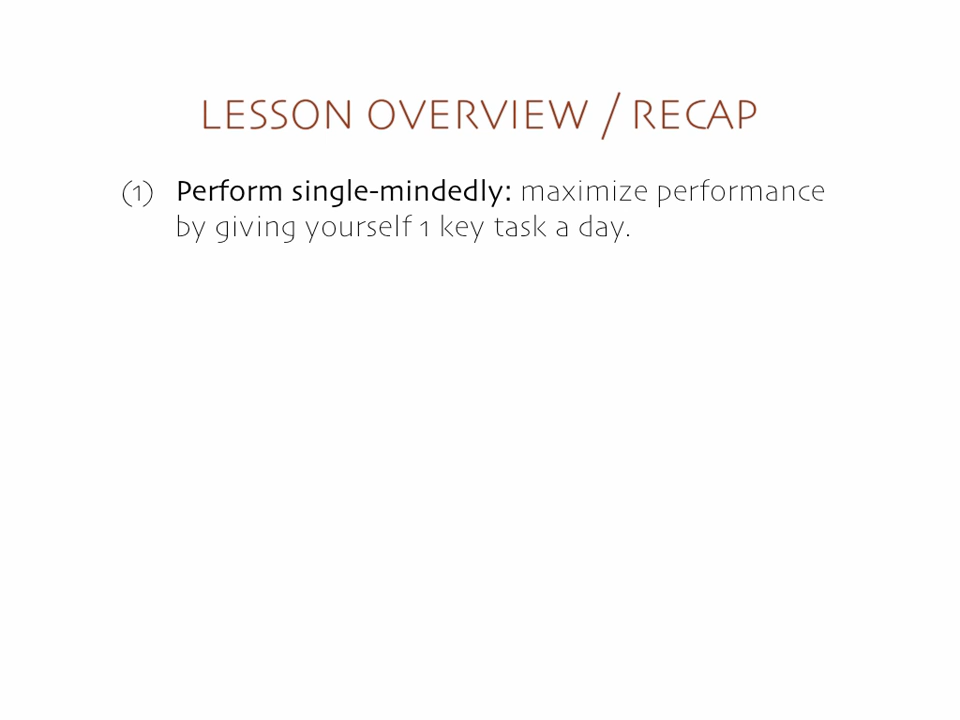 LESSON OVERVIEW / RECAP
(1) Perform single-mindedly: maximize performance
by giving yourself 1 key task a day.